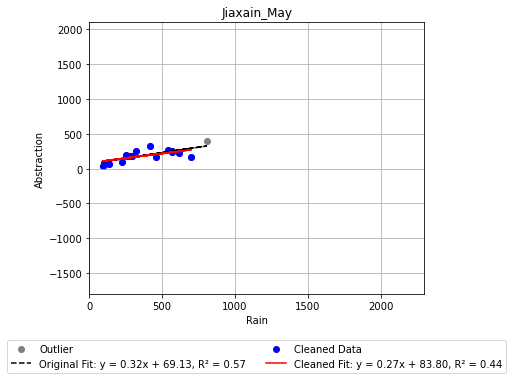 Jiaxain_May
2000
1500
1000
500
0
−500
−1000
−1500
Abstraction
0 500 1000 1500 2000
Rain
Outlier Cleaned Data
Original Fit: y = 0.32x + 69.13, R² = 0.57 Cleaned Fit: y = 0.27x + 83.80, R² = 0.44